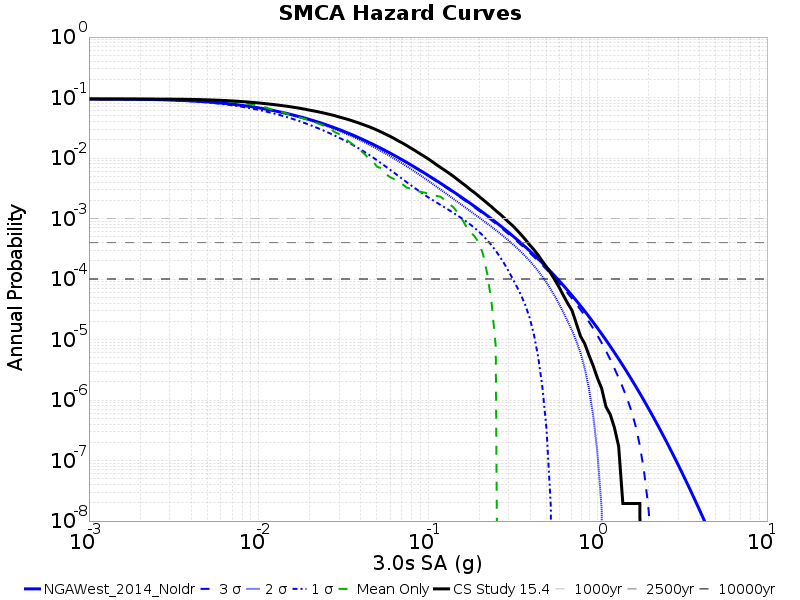 SMCA Hazard Curves
10^0
10^-1
10^-2
10^-3
10^-4
10^-5
10^-6
10^-7
10^-8
Annual Probability
10^-3 10^-2 10^-1 10^0 10^1
3.0s SA (g)
NGAWest_2014_NoIdr 3 σ 2 σ 1 σ Mean Only CS Study 15.4 1000yr 2500yr 10000yr